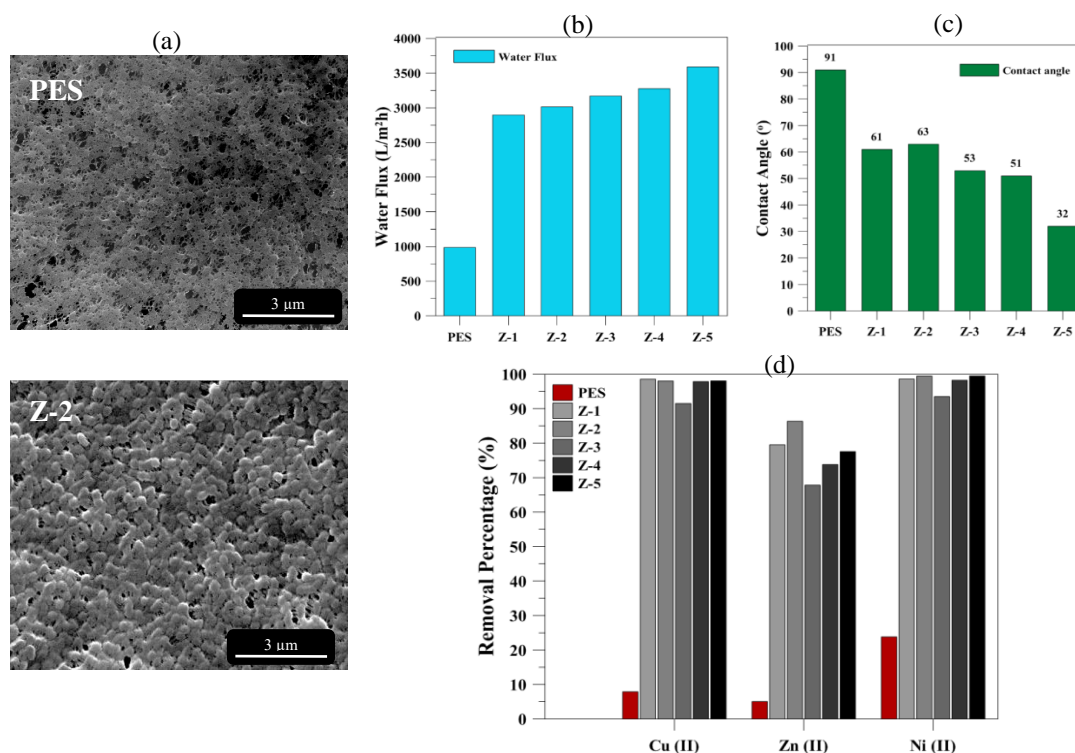 (a)
PES
3 µm
Z-2
3 µm
(b)
4000
3500
3000
2500
2000
1500
1000
500
0
Water Flux (L/m²h)
Water Flux
PES Z-1 Z-2 Z-3 Z-4 Z-5
(c)
100
90
80
70
60
50
40
30
20
10
0
Contact Angle (°)
Contact angle
91
61
63
53
51
32
PES Z-1 Z-2 Z-3 Z-4 Z-5
(d)
100
90
80
70
60
50
40
30
20
10
0
Removal Percentage (%)
PES
Z-1
Z-2
Z-3
Z-4
Z-5
Cu (II) Zn (II) Ni (II)